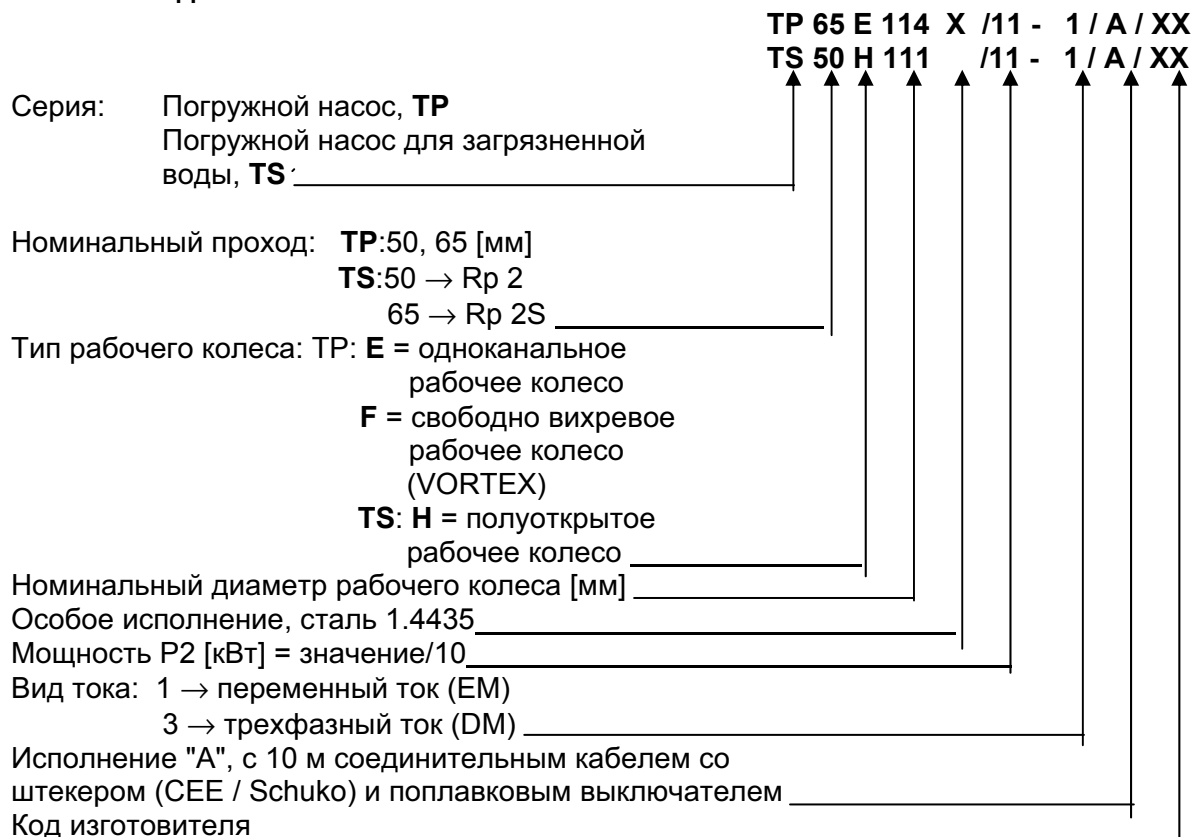 TP 65 E 114 X /11 - 1 / A / XX
TS 50 H 111 /11 - 1 / A / XX
Серия: Погружной насос, TP
Погружной насос для загрязненной
воды, TS
Номинальный проход: TP:50, 65 [мм]
TS:50 → Rp 2
65 → Rp 2S
Тип рабочего колеса: TP: E = одноканальное
рабочее колесо
F = свободно вихревое
рабочее колесо
(VORTEX)
TS: H = полуоткрытое
рабочее колесо
Номинальный диаметр рабочего колеса [мм]
Особое исполнение, сталь 1.4435
Мощность P2 [кВт] = значение/10
Вид тока: 1 → переменный ток (EM)
3 → трехфазный ток (DM)
Исполнение "А", с 10 м соединительным кабелем со
штекером (CEE / Schuko) и поплавковым выключателем
Код изготовителя